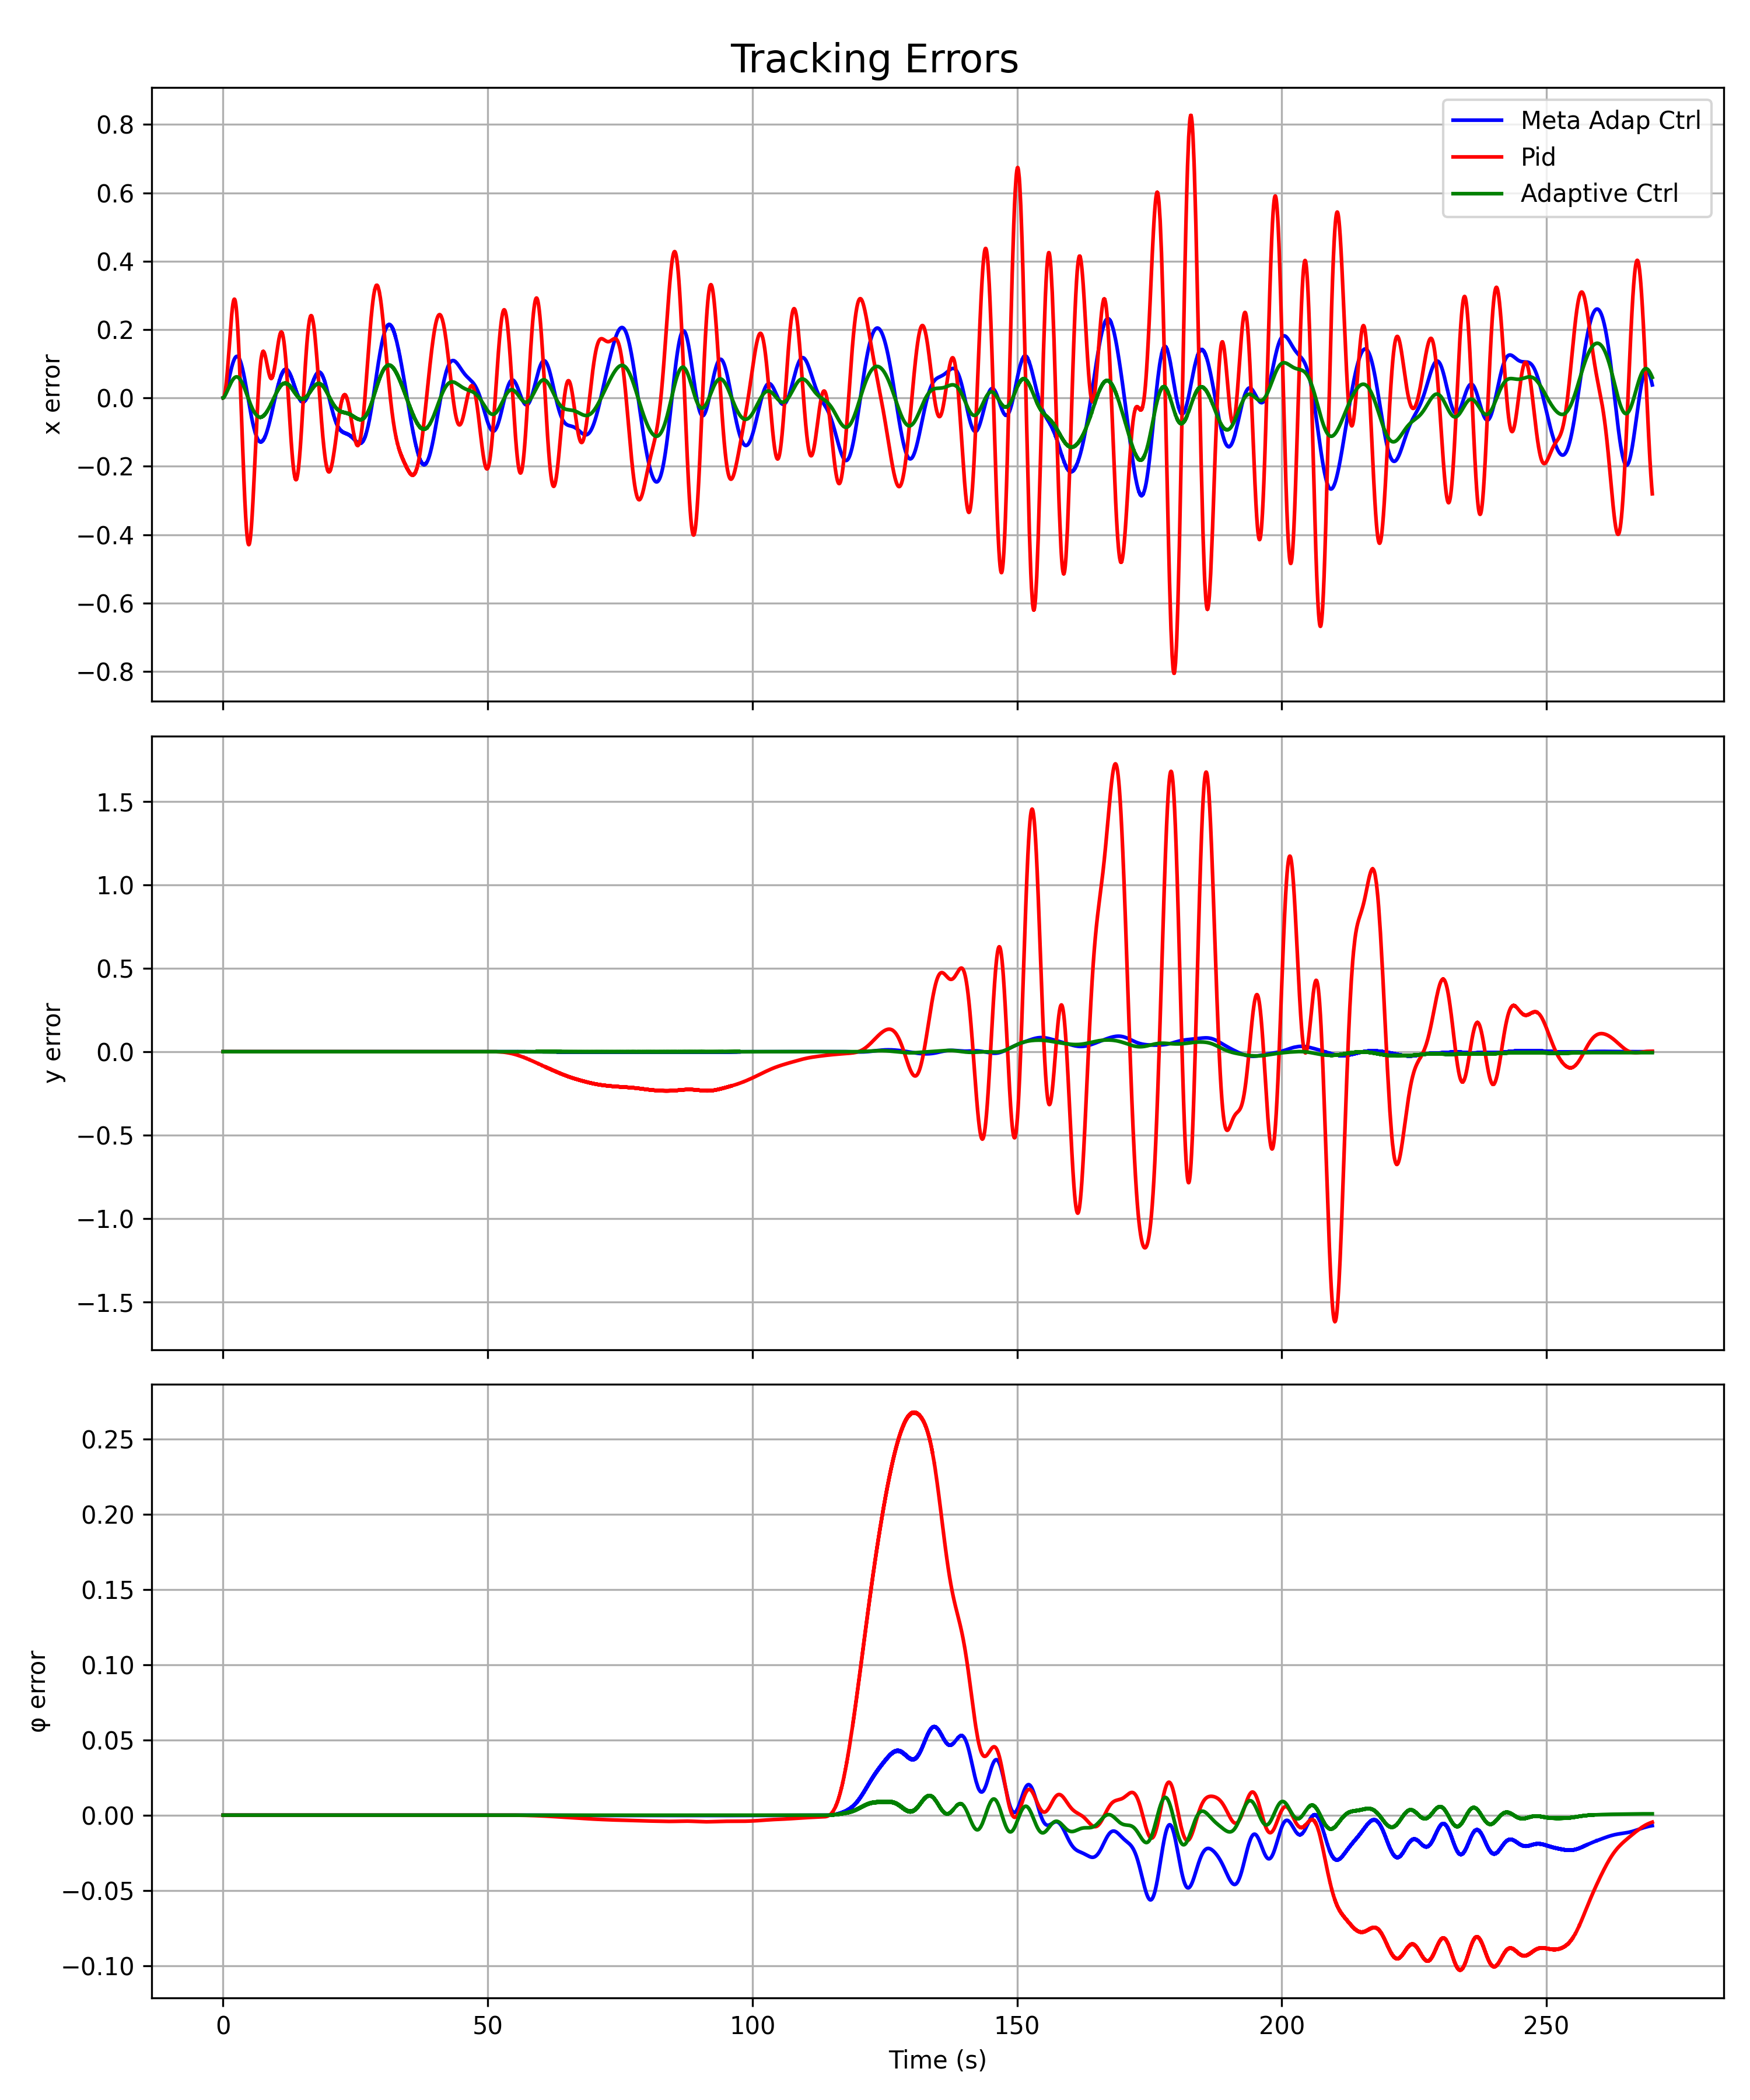 Tracking Errors
0.8
0.6
0.4
0.2
0.0
−0.2
−0.4
−0.6
−0.8
x error
Meta Adap Ctrl
Pid
Adaptive Ctrl
1.5
1.0
0.5
0.0
−0.5
−1.0
−1.5
y error
0.25
0.20
0.15
0.10
0.05
0.00
−0.05
−0.10
φ error
0 50 100 150 200 250
Time (s)